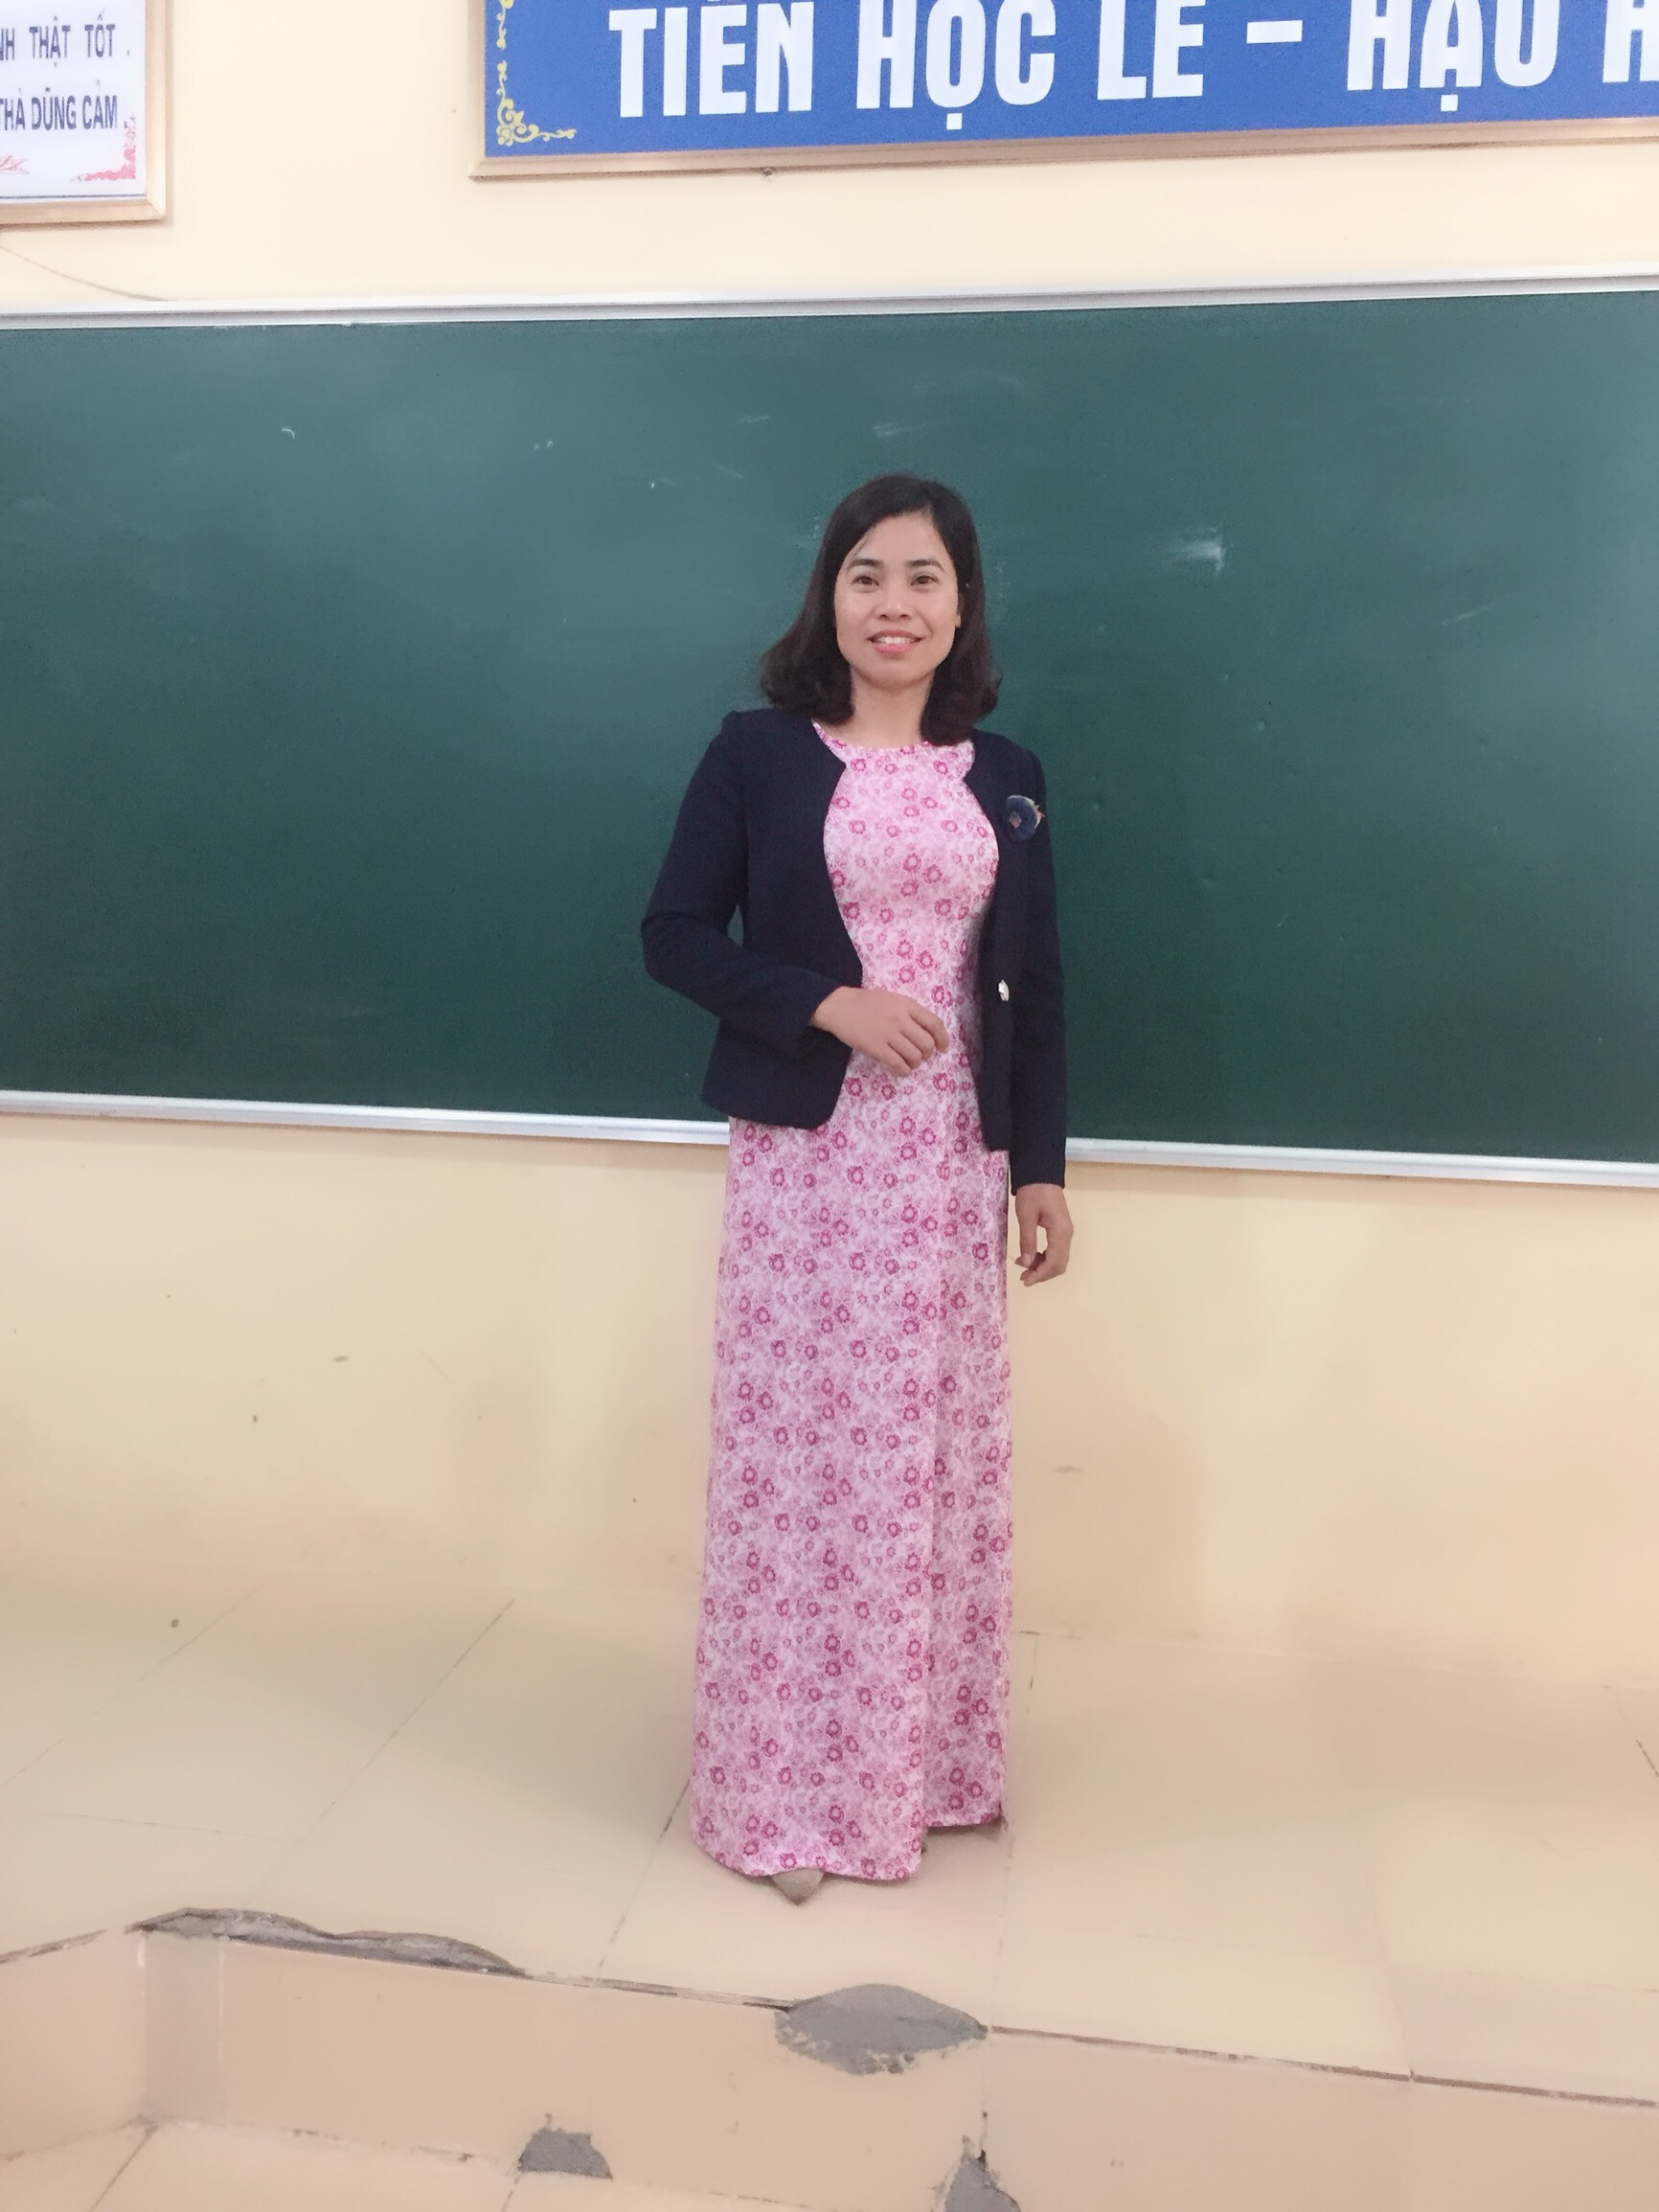 NH THẬT TỐT.
THÀ DŨNG CẢM
TIÊN HỌC LỄ - HẬU H